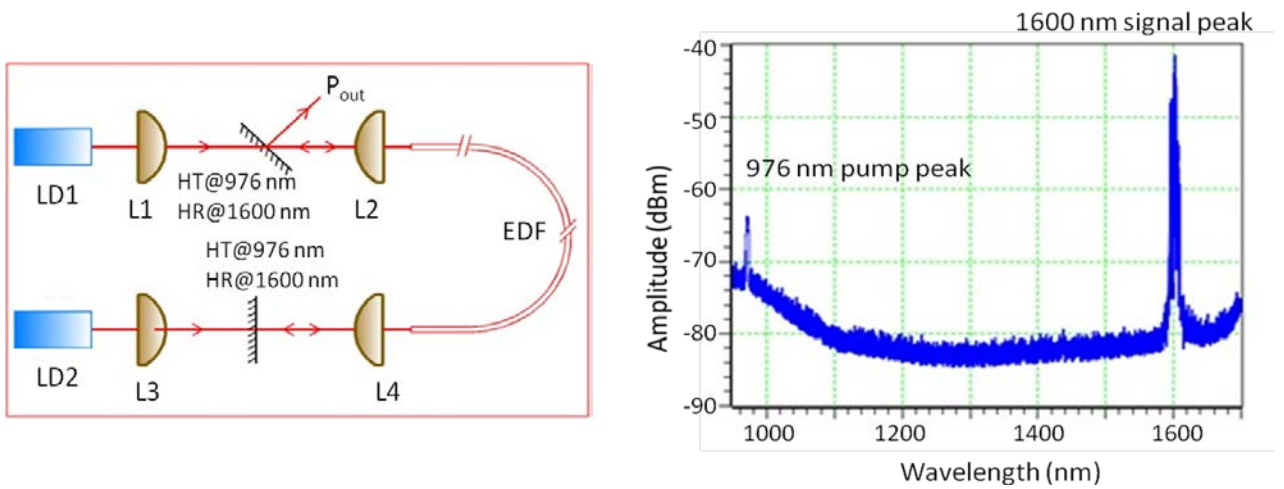 P_out
LD1
L1
HT@976 nm
HR@1600 nm
L2
EDF
HT@976 nm
HR@1600 nm
LD2
L3
L4
1600 nm signal peak
976 nm pump peak
Amplitude (dBm)
-40
-50
-60
-70
-80
-90
1000 1200 1400 1600
Wavelength (nm)